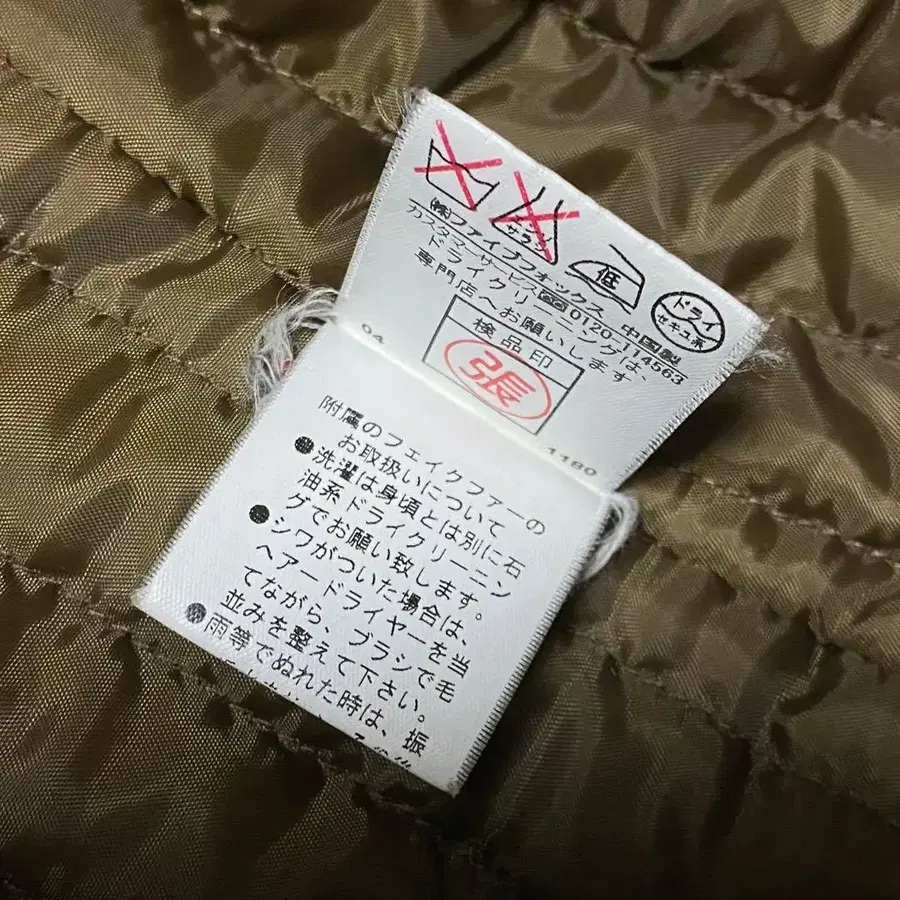 エンソ
サラシ
低
ドライ
セキユ系
(株)ファイブフォックス 中国製
カスタマーサービス 0120-114563
ドライクリーニングは、
専門店へお願いします
検品印
張
04
1180
附属のフェイクファーの
お取扱いについて
●洗濯は身頃とは別に石
油系ドライクリーニン
グでお願い致します。
●シワがついた場合は、
ヘアードライヤーを当
てながら、ブラシで毛
並みを整えて下さい。
●雨等でぬれた時は、振